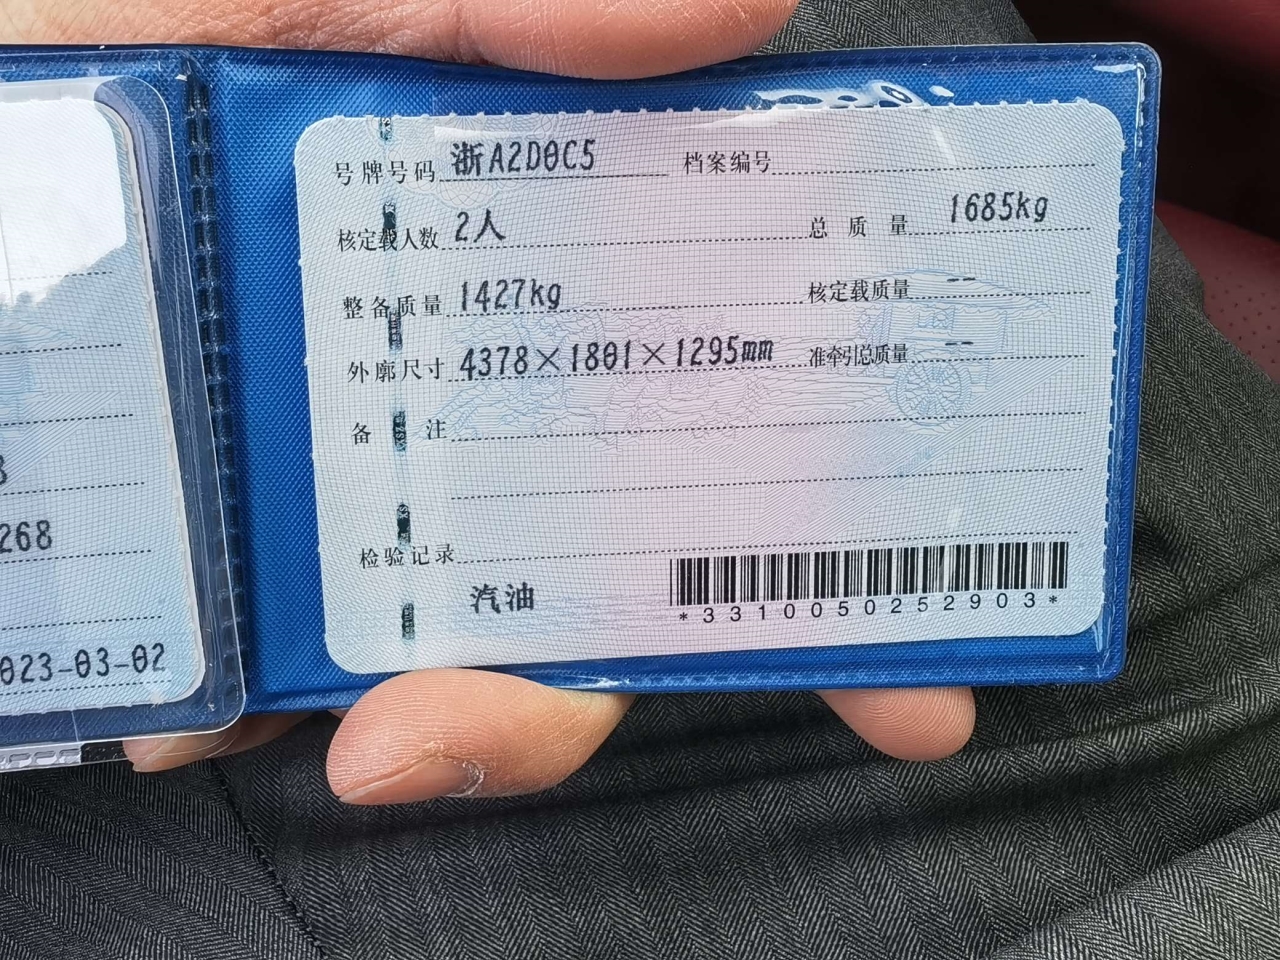 号牌号码 浙A2D0C5 档案编号
核定载人数 2人 总质量 1685kg
整备质量 1427kg 核定载质量 --
外廓尺寸 4378×1801×1295mm 准牵引总质量 --
备注
检验记录
汽油
*3310050252903*
268
023-03-02